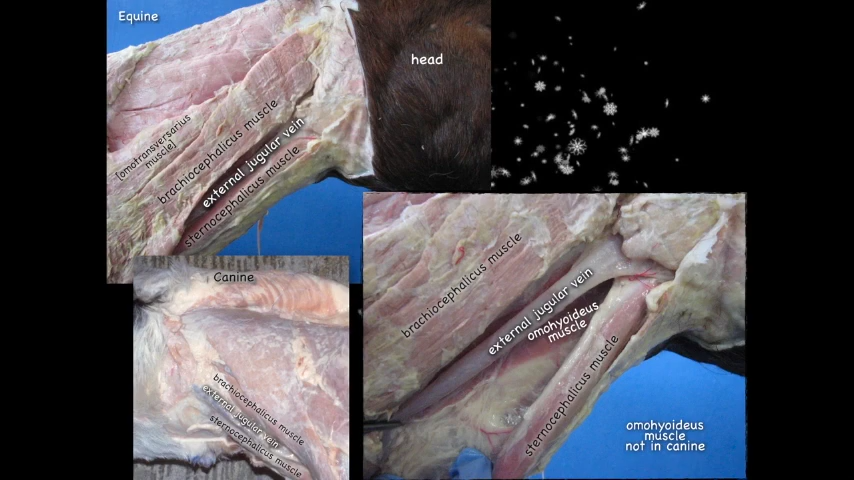 Equine
head
[omotransversarius
muscle]
brachiocephalicus muscle
external jugular vein
sternocephalicus muscle
Canine
brachiocephalicus muscle
external jugular vein
sternocephalicus muscle
brachiocephalicus muscle
external jugular vein
omohyoideus
muscle
sternocephalicus muscle
omohyoideus
muscle
not in canine